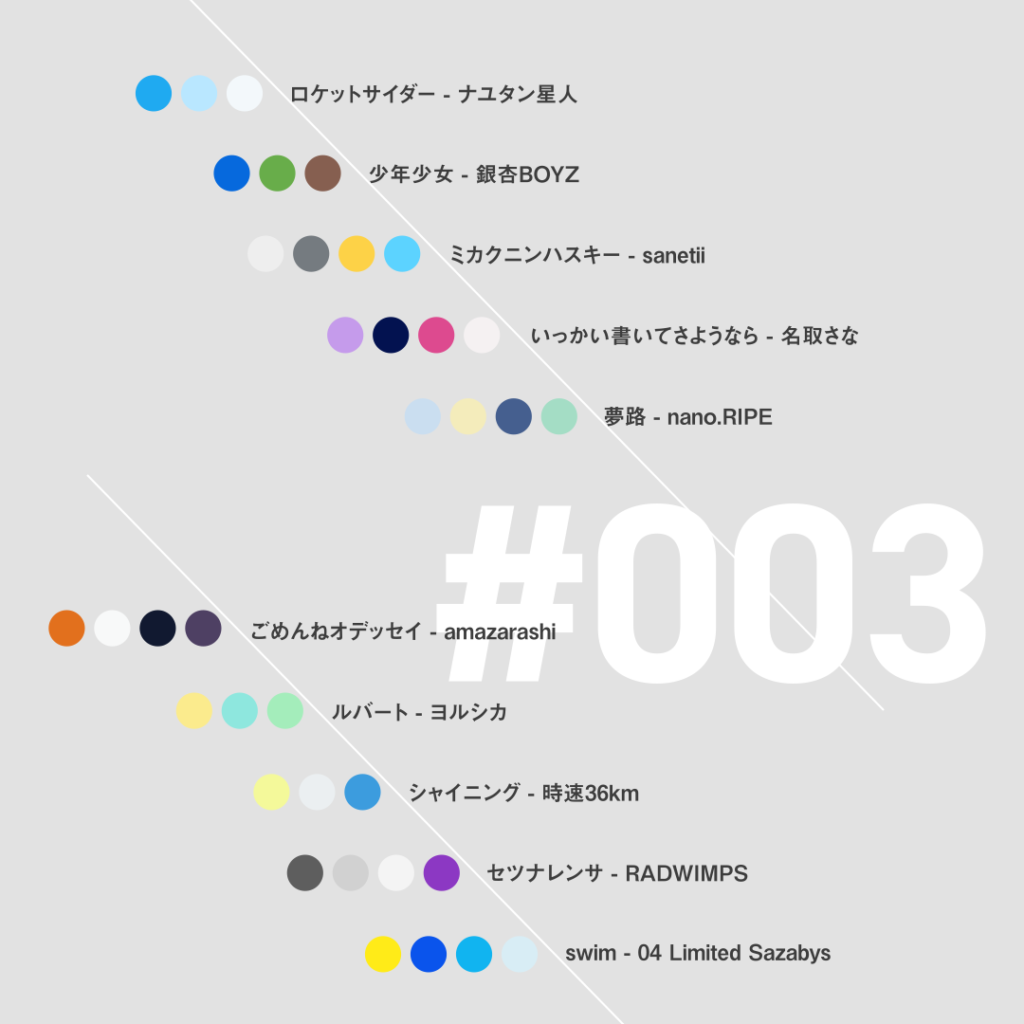 ロケットサイダー - ナユタン星人
少年少女 - 銀杏BOYZ
ミカクニンハスキー - sanetii
いっかい書いてさようなら - 名取さな
夢路 - nano.RIPE
#003
ごめんねオデッセイ - amazarashi
ルバート - ヨルシカ
シャイニング - 時速36km
セツナレンサ - RADWIMPS
swim - 04 Limited Sazabys